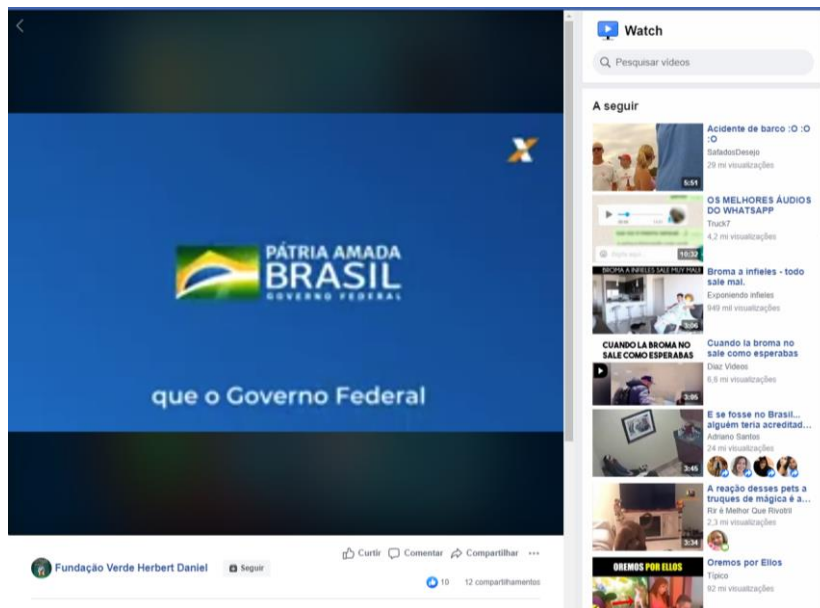 PÁTRIA AMADA
BRASIL
GOVERNO FEDERAL
que o Governo Federal
Fundação Verde Herbert Daniel
Seguir
Curtir
Comentar
Compartilhar
10
12 compartilhamentos
Watch
Pesquisar vídeos
A seguir
5:51
Acidente de barco :O :O
:O
SafadosDesejo
29 mi visualizações
10:32
OS MELHORES ÁUDIOS
DO WHATSAPP
Truck7
4,2 mi visualizações
BROMA A INFIELES SALE MUY MAL
3:06
Broma a infieles - todo
sale mal.
Exponiendo infieles
949 mil visualizações
CUANDO LA BROMA NO
SALE COMO ESPERABAS
3:05
Cuando la broma no
sale como esperabas
Diaz Videos
6,6 mi visualizações
3:45
E se fosse no Brasil...
alguém teria acreditad...
Adriano Santos
24 mi visualizações
3:34
A reação desses pets a
truques de mágica é a...
Rir é Melhor Que Rivotril
2,3 mi visualizações
OREMOS POR ELLOS
Oremos por Ellos
Típico
92 mi visualizações